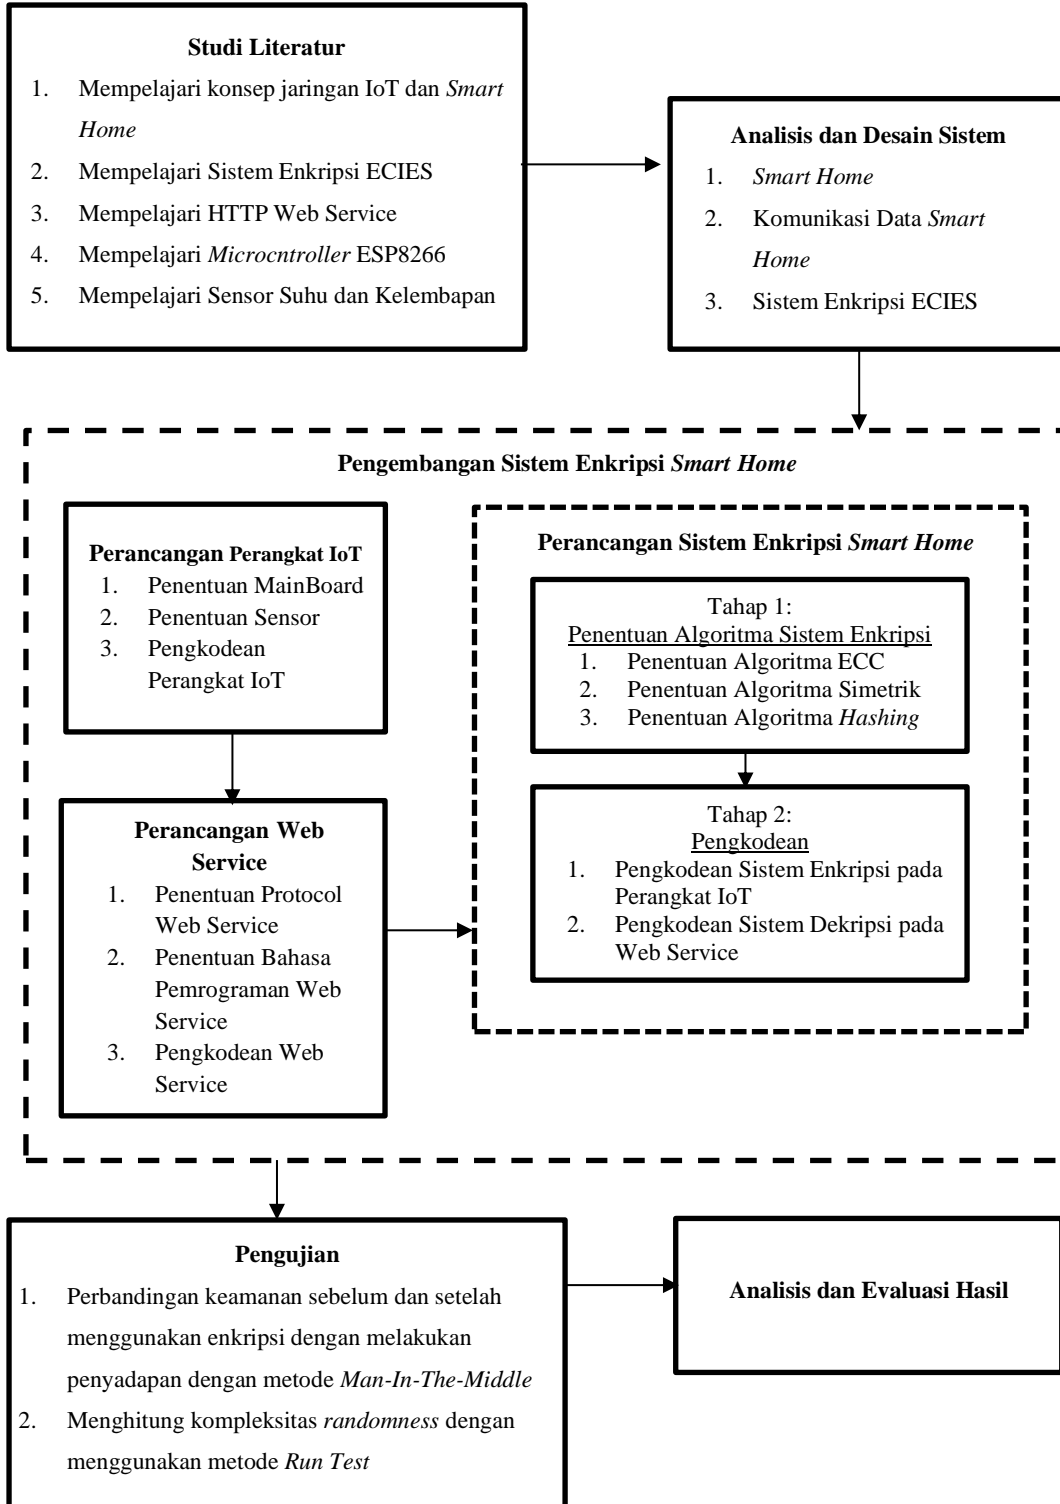 Studi Literatur
1. Mempelajari konsep jaringan IoT dan Smart
Home
2. Mempelajari Sistem Enkripsi ECIES
3. Mempelajari HTTP Web Service
4. Mempelajari Microcntroller ESP8266
5. Mempelajari Sensor Suhu dan Kelembapan
Analisis dan Desain Sistem
1. Smart Home
2. Komunikasi Data Smart
Home
3. Sistem Enkripsi ECIES
Pengembangan Sistem Enkripsi Smart Home
Perancangan Perangkat IoT
1. Penentuan MainBoard
2. Penentuan Sensor
3. Pengkodean
Perangkat IoT
Perancangan Web
Service
1. Penentuan Protocol
Web Service
2. Penentuan Bahasa
Pemrograman Web
Service
3. Pengkodean Web
Service
Perancangan Sistem Enkripsi Smart Home
Tahap 1:
Penentuan Algoritma Sistem Enkripsi
1. Penentuan Algoritma ECC
2. Penentuan Algoritma Simetrik
3. Penentuan Algoritma Hashing
Tahap 2:
Pengkodean
1. Pengkodean Sistem Enkripsi pada
Perangkat IoT
2. Pengkodean Sistem Dekripsi pada
Web Service
Pengujian
1. Perbandingan keamanan sebelum dan setelah
menggunakan enkripsi dengan melakukan
penyadapan dengan metode Man-In-The-Middle
2. Menghitung kompleksitas randomness dengan
menggunakan metode Run Test
Analisis dan Evaluasi Hasil